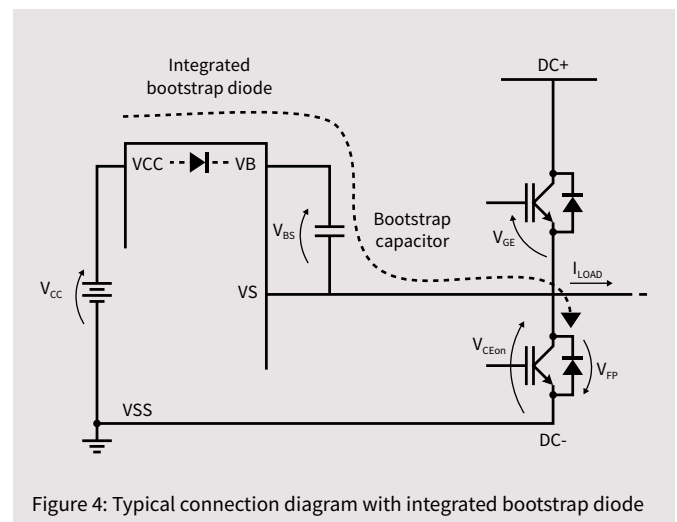 Integrated
bootstrap diode
DC+
VCC
VB
Bootstrap
capacitor
VBS
VGE
VCC
VS
ILOAD
VCEon
VFP
VSS
DC-
Figure 4: Typical connection diagram with integrated bootstrap diode